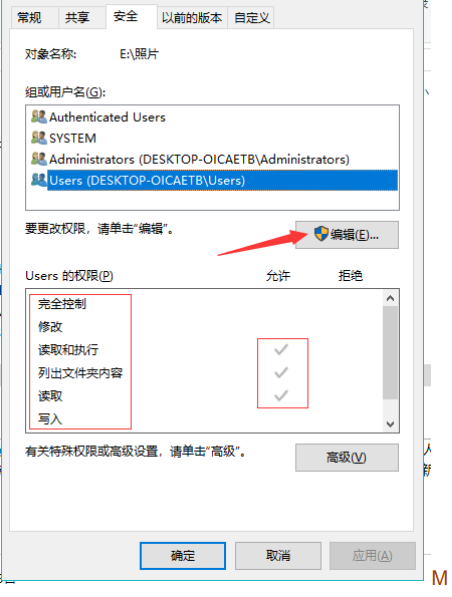 常规 共享 安全 以前的版本 自定义
对象名称: E:\照片
组或用户名(G):
Authenticated Users
SYSTEM
Administrators (DESKTOP-OICAETB\Administrators)
Users (DESKTOP-OICAETB\Users)
要更改权限，请单击"编辑"。 编辑(E)...
Users 的权限(P) 允许 拒绝
完全控制
修改
读取和执行
列出文件夹内容
读取
写入
有关特殊权限或高级设置，请单击"高级"。 高级(V)
确定 取消 应用(A)
M